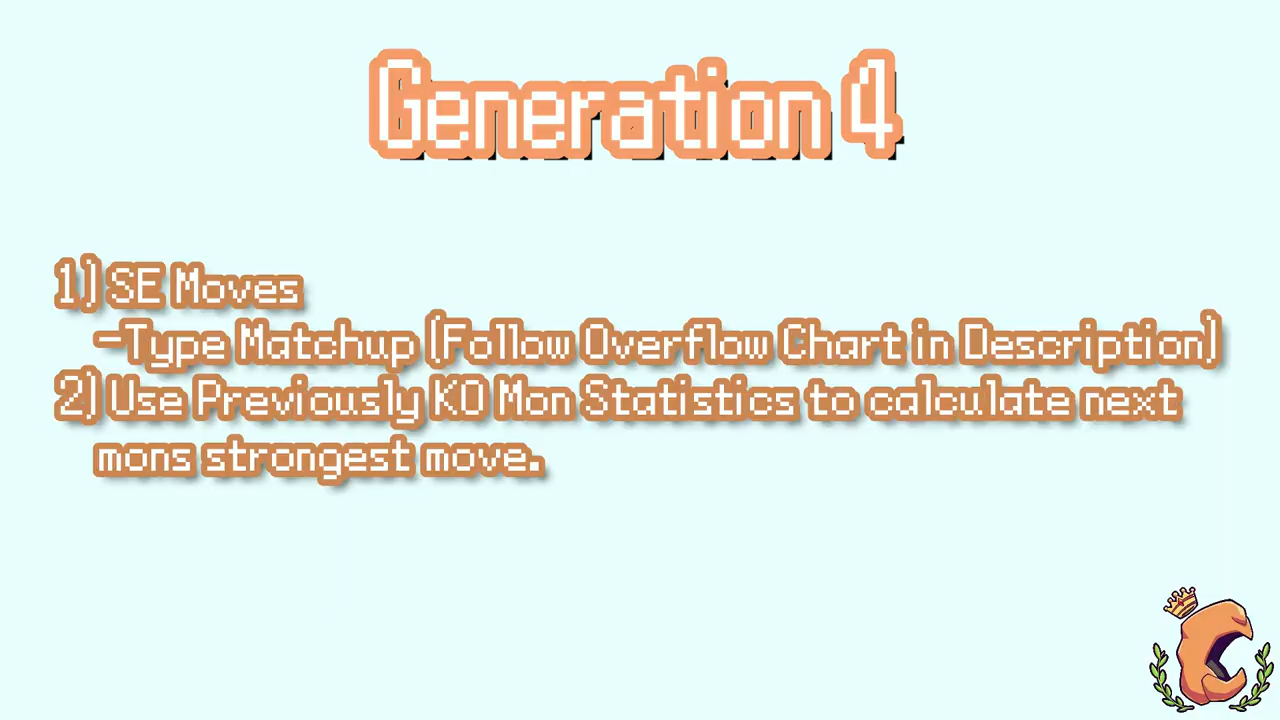 Generation 4
1) SE Moves
-Type Matchup (Follow Overflow Chart in Description)
2) Use Previously KO Mon Statistics to calculate next
mons strongest move.